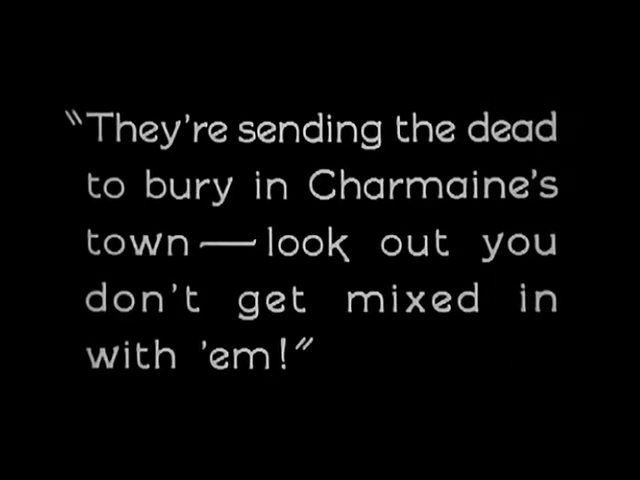 "They're sending the dead
to bury in Charmaine's
town—look out you
don't get mixed in
with 'em!"